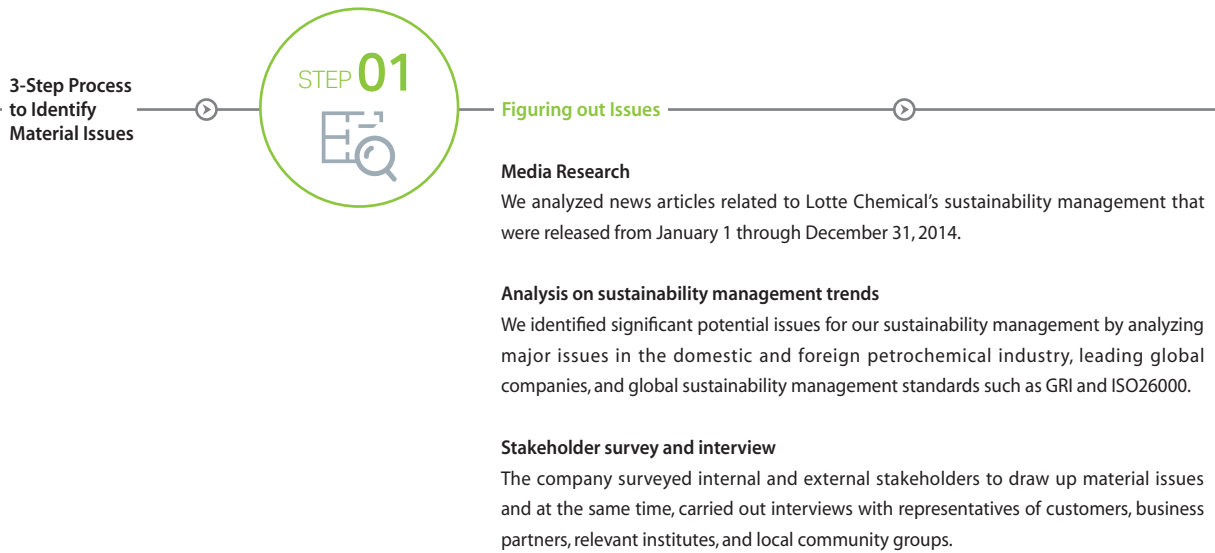 3-Step Process
to Identify
Material Issues
STEP 01
Figuring out Issues
Media Research
We analyzed news articles related to Lotte Chemical's sustainability management that
were released from January 1 through December 31, 2014.
Analysis on sustainability management trends
We identified significant potential issues for our sustainability management by analyzing
major issues in the domestic and foreign petrochemical industry, leading global
companies, and global sustainability management standards such as GRI and ISO26000.
Stakeholder survey and interview
The company surveyed internal and external stakeholders to draw up material issues
and at the same time, carried out interviews with representatives of customers, business
partners, relevant institutes, and local community groups.